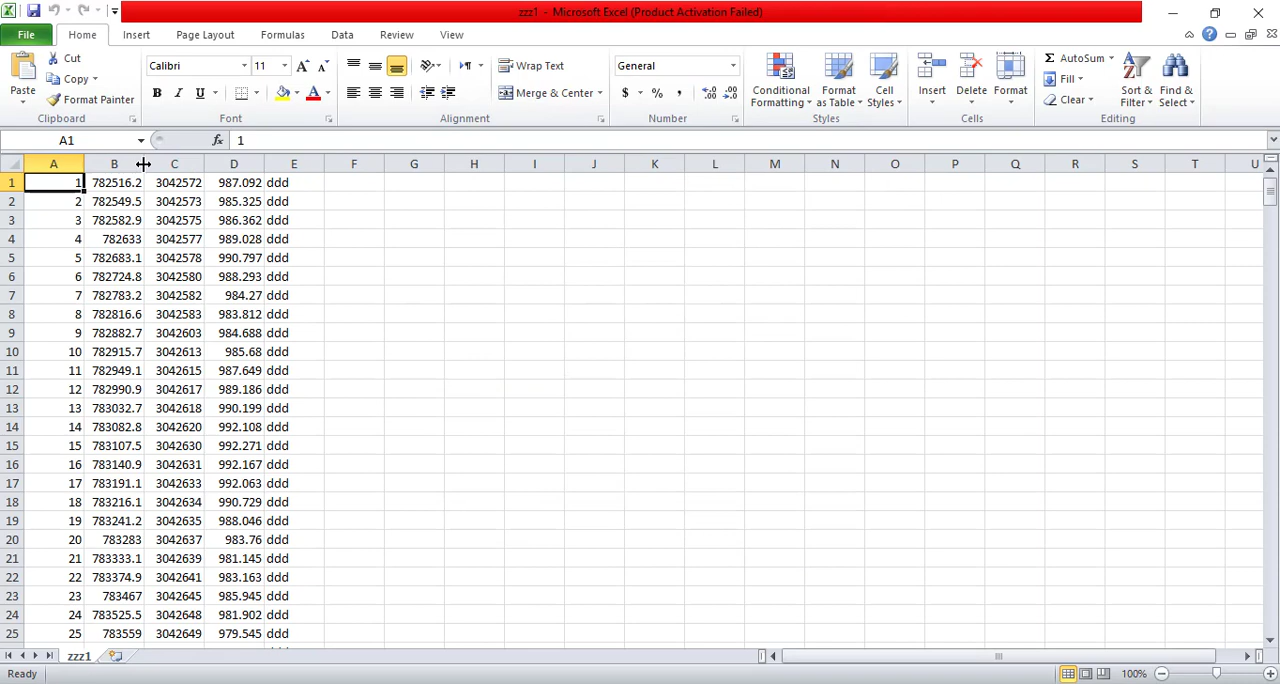 zzz1 - Microsoft Excel (Product Activation Failed)
File Home Insert Page Layout Formulas Data Review View
Cut
Copy
Format Painter
Paste
Clipboard
Calibri 11
B I U
Font
Wrap Text
Merge & Center
Alignment
General
$ % ,
Number
Conditional Formatting
Format as Table
Cell Styles
Styles
Insert Delete Format
Cells
AutoSum
Fill
Clear
Sort & Filter
Find & Select
Editing
A1 fx 1
A B C D E F G H I J K L M N O P Q R S T U
1 1 782516.2 3042572 987.092 ddd
2 2 782549.5 3042573 985.325 ddd
3 3 782582.9 3042575 986.362 ddd
4 4 782633 3042577 989.028 ddd
5 5 782683.1 3042578 990.797 ddd
6 6 782724.8 3042580 988.293 ddd
7 7 782783.2 3042582 984.27 ddd
8 8 782816.6 3042583 983.812 ddd
9 9 782882.7 3042603 984.688 ddd
10 10 782915.7 3042613 985.68 ddd
11 11 782949.1 3042615 987.649 ddd
12 12 782990.9 3042617 989.186 ddd
13 13 783032.7 3042618 990.199 ddd
14 14 783082.8 3042620 992.108 ddd
15 15 783107.5 3042630 992.271 ddd
16 16 783140.9 3042631 992.167 ddd
17 17 783191.1 3042633 992.063 ddd
18 18 783216.1 3042634 990.729 ddd
19 19 783241.2 3042635 988.046 ddd
20 20 783283 3042637 983.76 ddd
21 21 783333.1 3042639 981.145 ddd
22 22 783374.9 3042641 983.163 ddd
23 23 783467 3042645 985.945 ddd
24 24 783525.5 3042648 981.902 ddd
25 25 783559 3042649 979.545 ddd
zzz1
Ready 100%